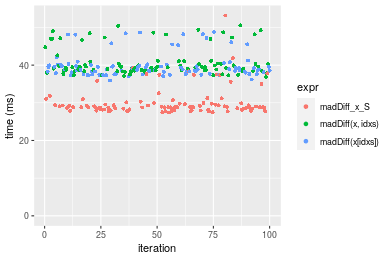 time (ms)
40
20
0
0
25
50
75
100
iteration
expr
madDiff_x_S
madDiff(x, idxs)
madDiff(x[idxs])